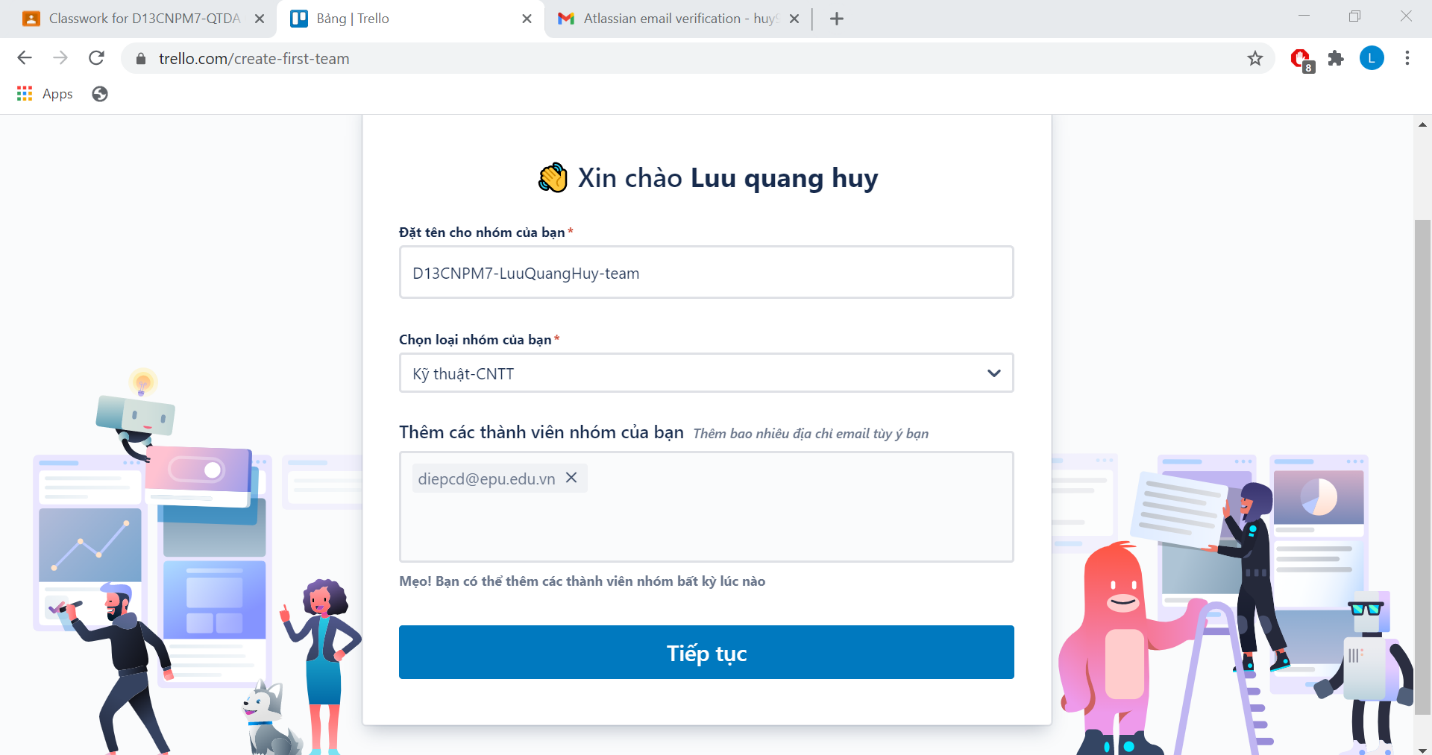 Classwork for D13CNPM7-QTDA
Bảng | Trello
Atlassian email verification - huy9
trello.com/create-first-team
8
L
Apps
Xin chào Luu quang huy
Đặt tên cho nhóm của bạn*
D13CNPM7-LuuQuangHuy-team
Chọn loại nhóm của bạn*
Kỹ thuật-CNTT
Thêm các thành viên nhóm của bạn Thêm bao nhiêu địa chỉ email tùy ý bạn
diepcd@epu.edu.vn
Mẹo! Bạn có thể thêm các thành viên nhóm bất kỳ lúc nào
Tiếp tục